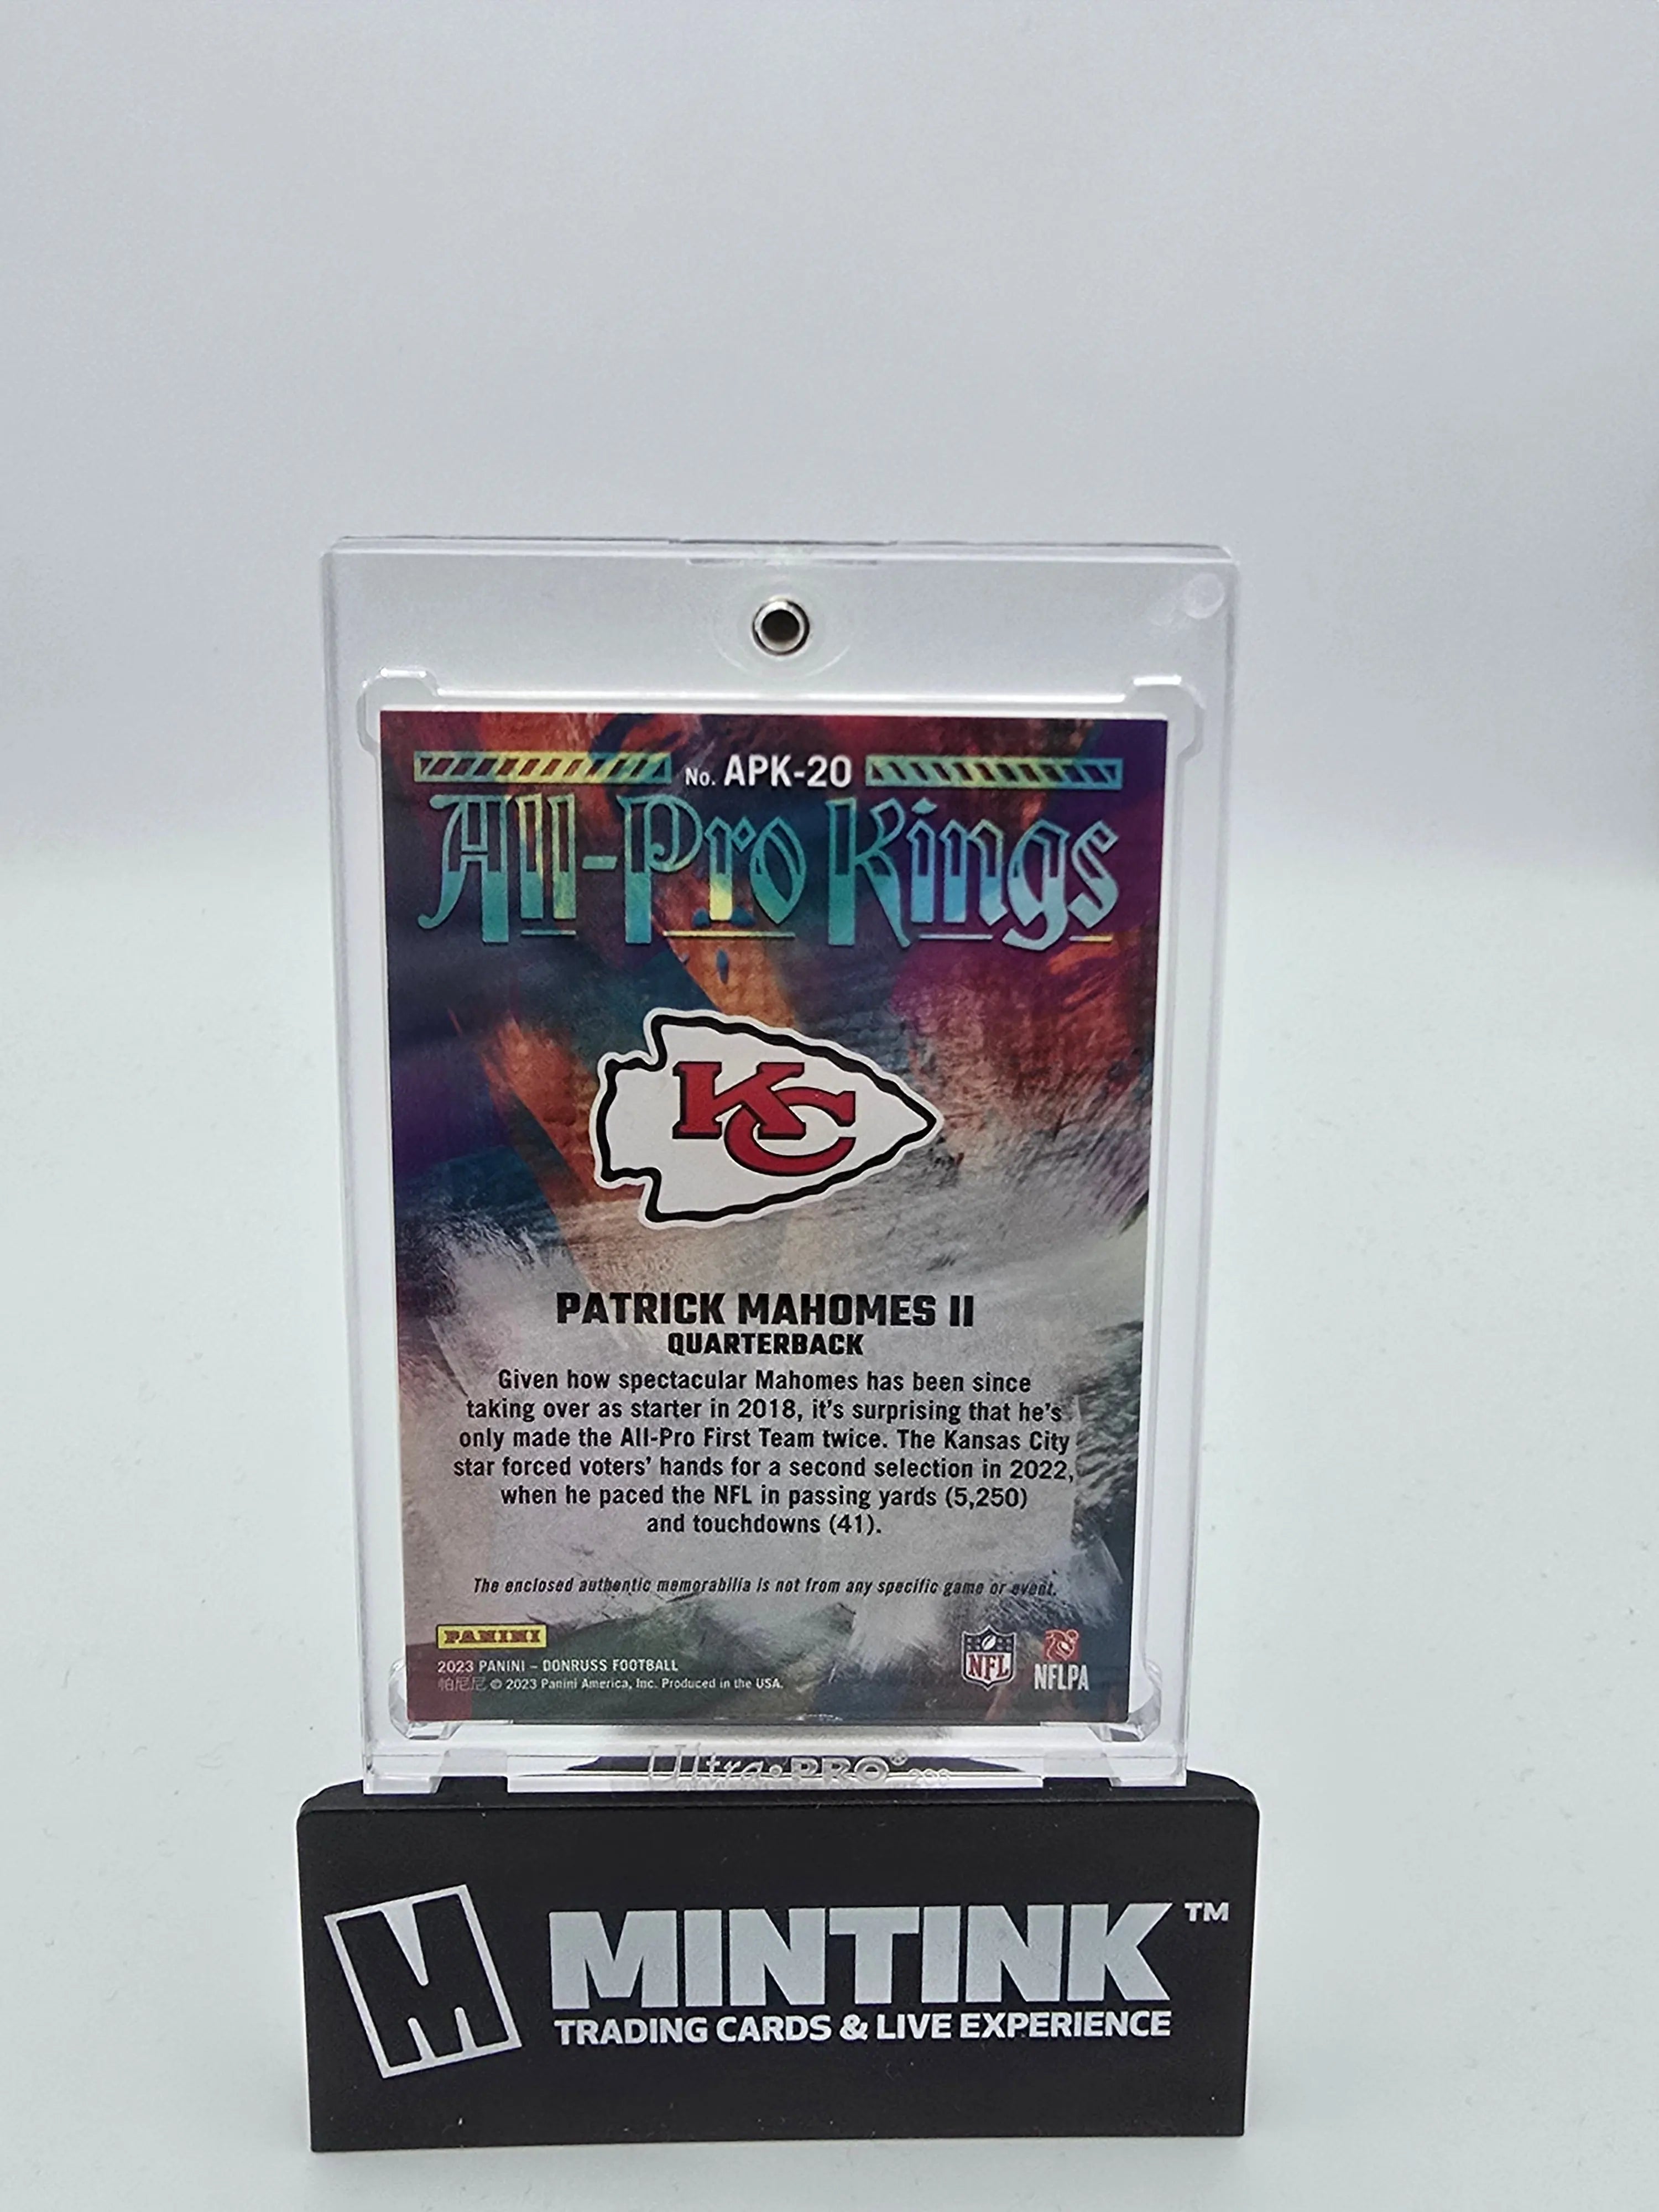 No. APK-20
All-Pro Kings
KC
PATRICK MAHOMES II
QUARTERBACK
Given how spectacular Mahomes has been since
taking over as starter in 2018, it's surprising that he's
only made the All-Pro First Team twice. The Kansas City
star forced voters' hands for a second selection in 2022,
when he paced the NFL in passing yards (5,250)
and touchdowns (41).
The enclosed authentic memorabilia is not from any specific game or event.
PANINI
NFL
NFLPA
2023 PANINI – DONRUSS FOOTBALL
帕尼尼 © 2023 Panini America, Inc. Produced in the USA.
Ultra•PRO®
M MINTINK™
TRADING CARDS & LIVE EXPERIENCE